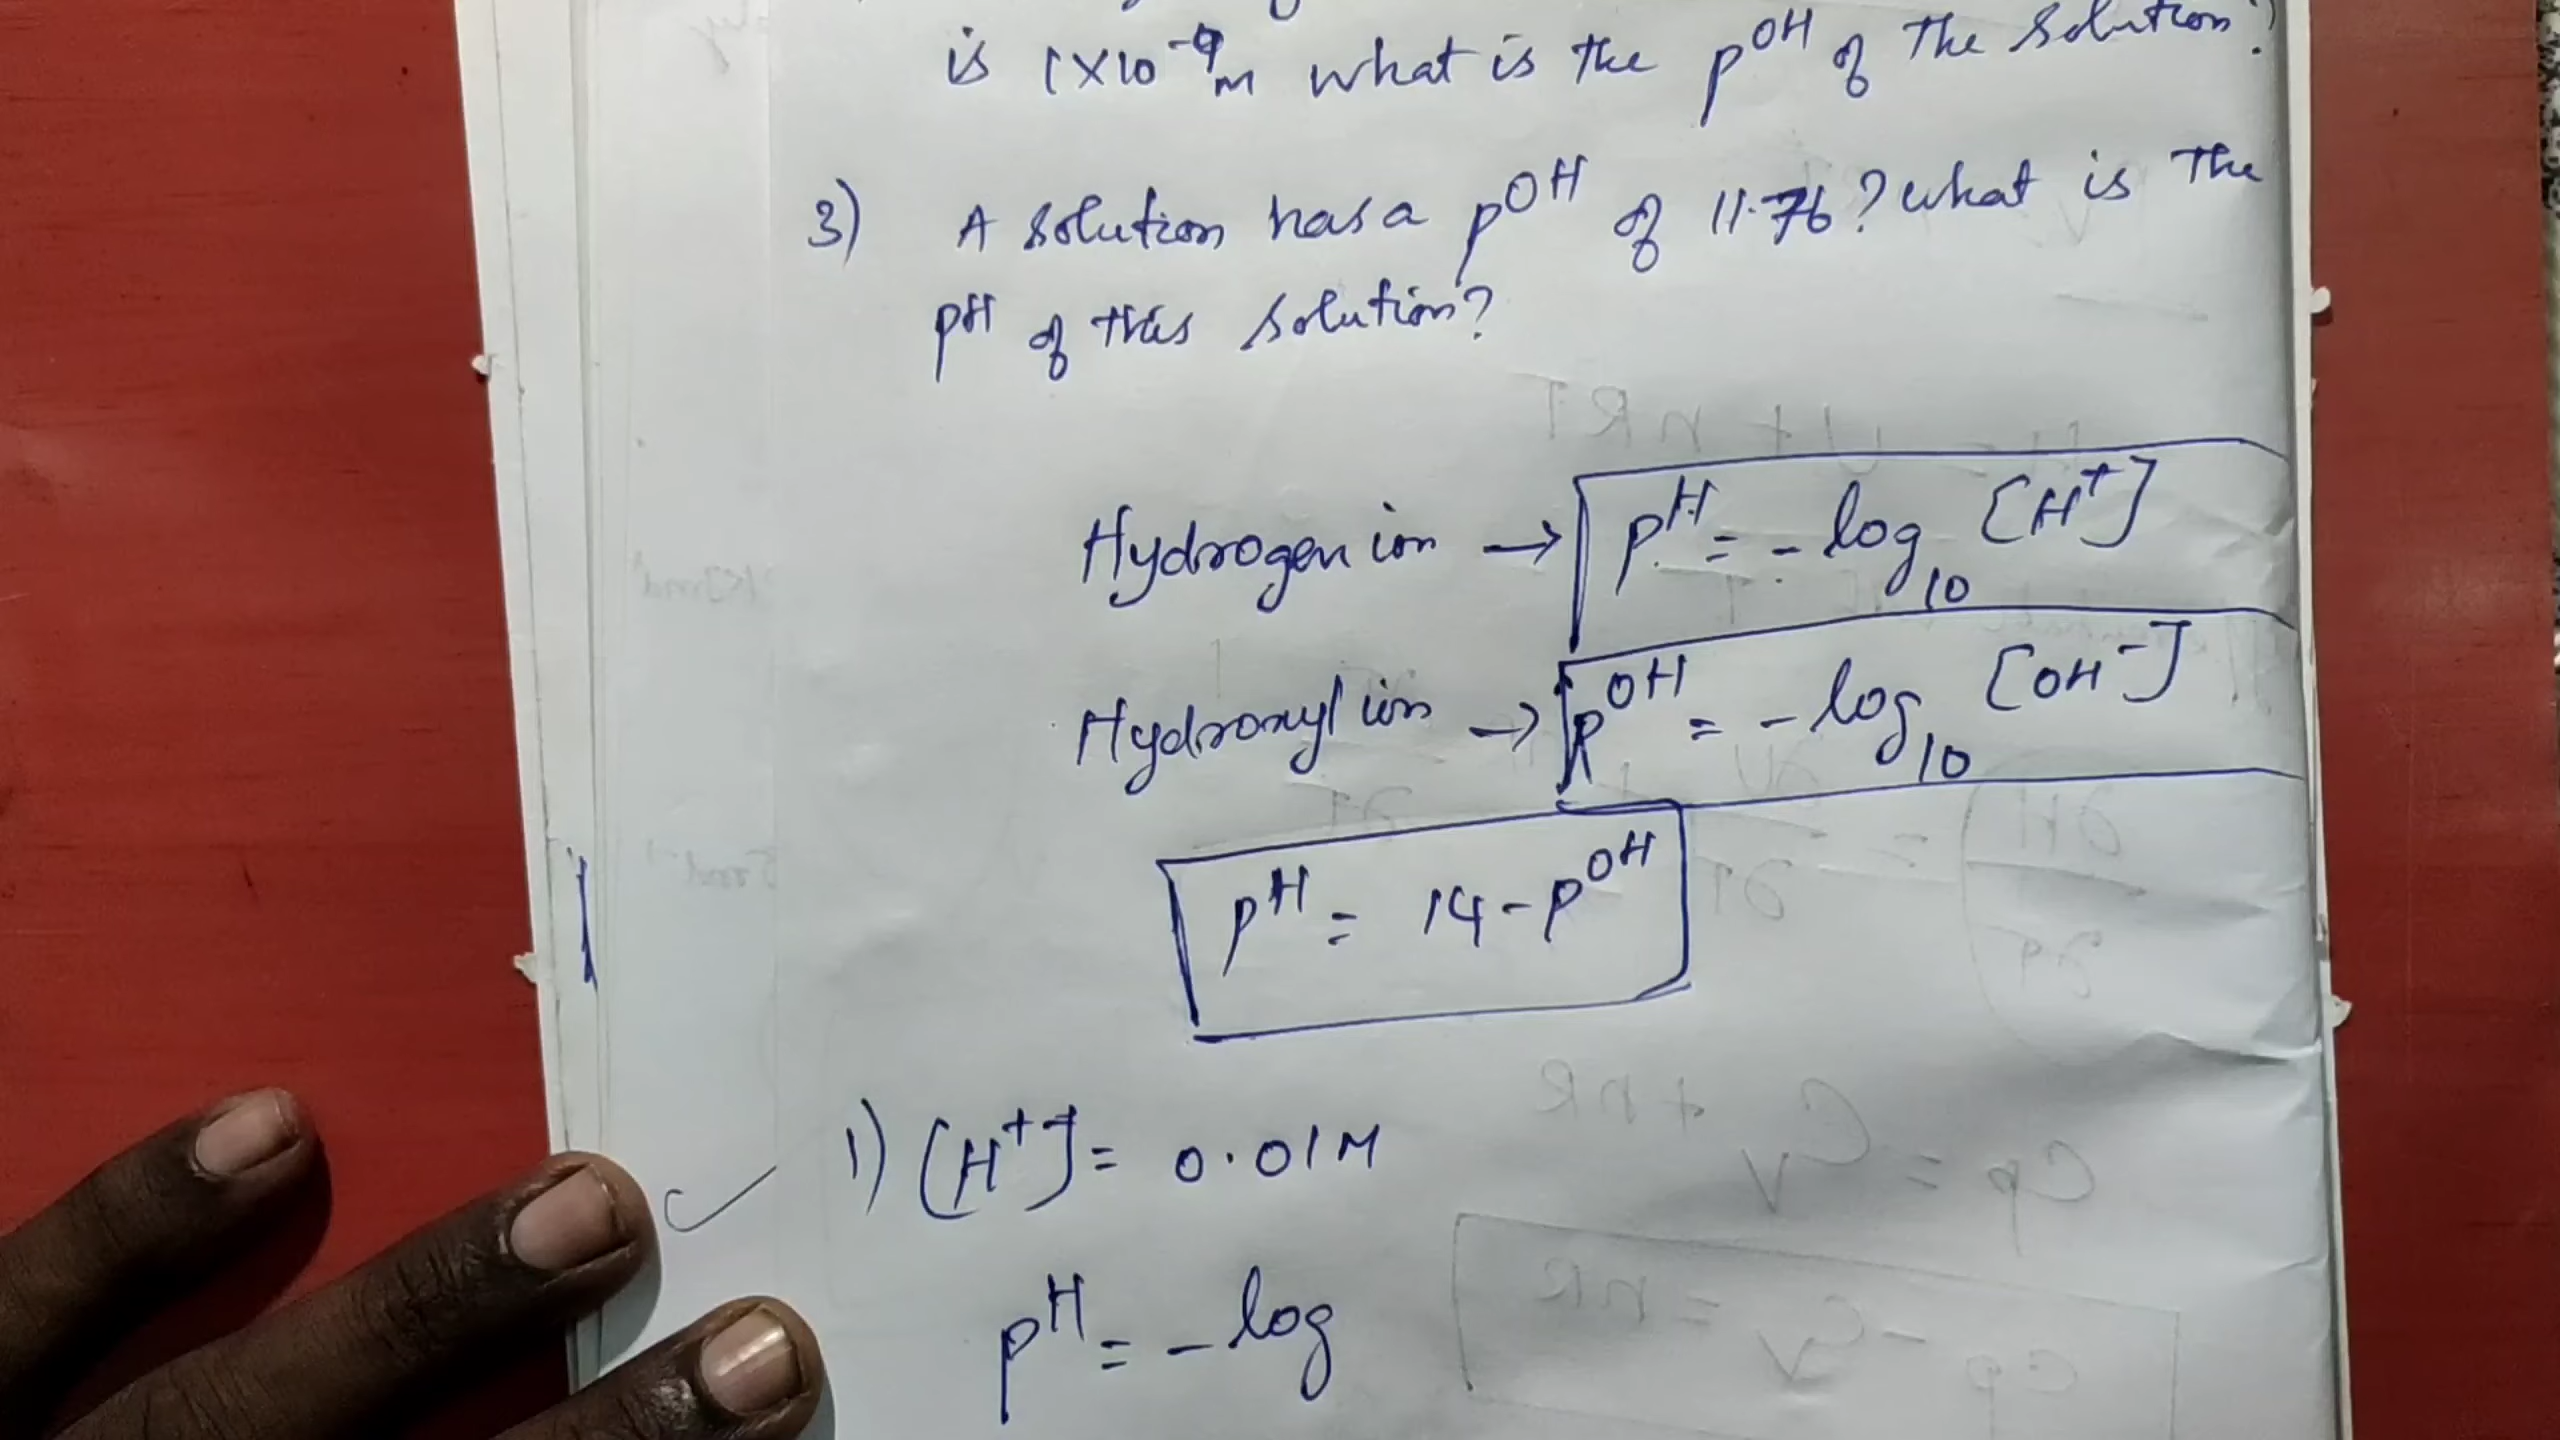 is 1×10⁻⁹M what is the pᴼᴴ of the solution?
3) A solution has a pᴼᴴ of 11.76? what is the
pᴴ of this solution?
Hydrogen ion → pᴴ = - log₁₀ [H⁺]
Hydroxyl ion → pᴼᴴ = - log₁₀ [OH⁻]
pᴴ = 14 - pᴼᴴ
1) [H⁺] = 0.01M
pᴴ = - log